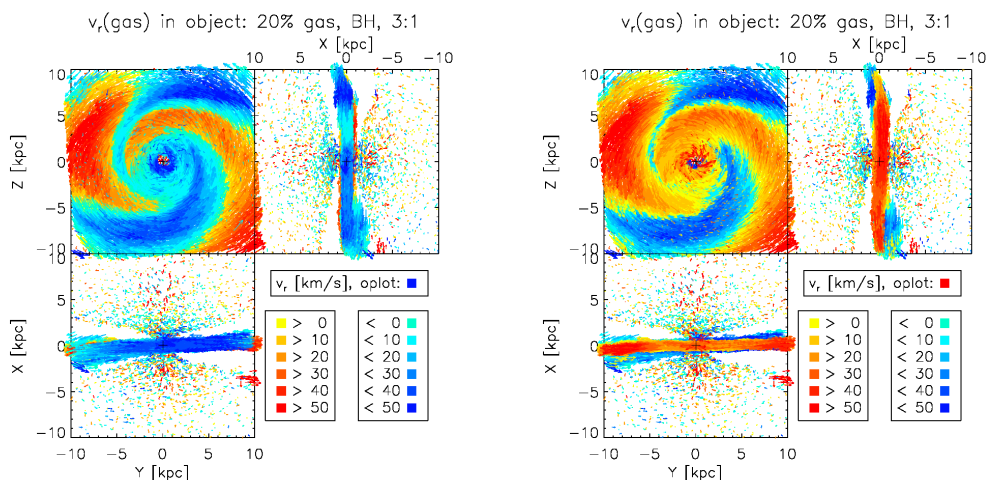 v_r(gas) in object: 20% gas, BH, 3:1
X [kpc]
10 5 0 −5 −10
10
5
0
−5
−10
Z [kpc]
10
5
0
−5
−10
X [kpc]
−10 −5 0 5 10
Y [kpc]
v_r [km/s], oplot:
> 0
> 10
> 20
> 30
> 40
> 50
< 0
< 10
< 20
< 30
< 40
< 50
v_r(gas) in object: 20% gas, BH, 3:1
X [kpc]
10 5 0 −5 −10
10
5
0
−5
−10
Z [kpc]
10
5
0
−5
−10
X [kpc]
−10 −5 0 5 10
Y [kpc]
v_r [km/s], oplot:
> 0
> 10
> 20
> 30
> 40
> 50
< 0
< 10
< 20
< 30
< 40
< 50